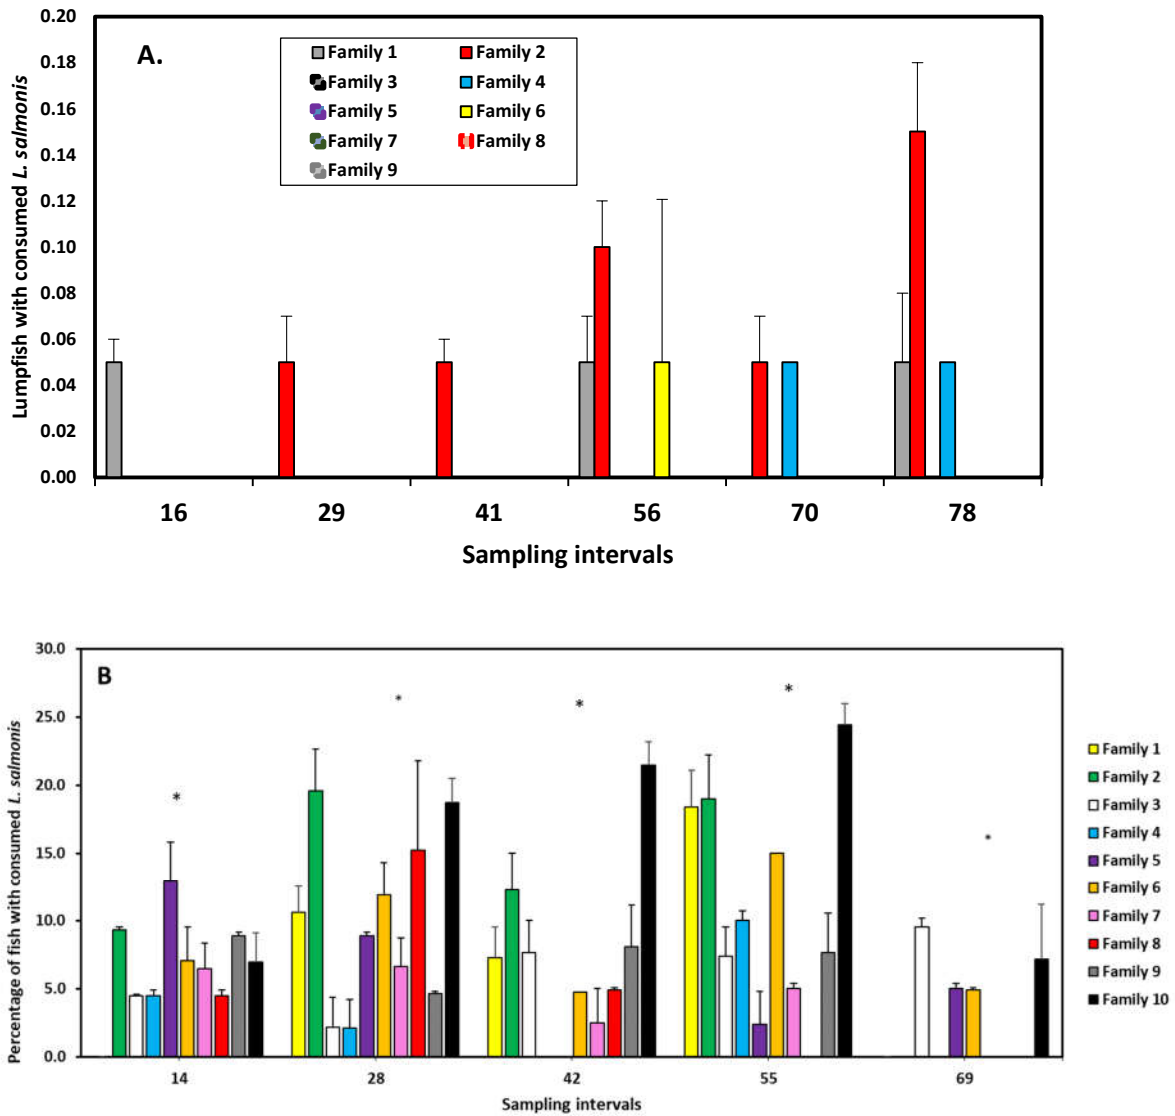 0.20
A.
Family 1
Family 2
Family 3
Family 4
Family 5
Family 6
Family 7
Family 8
Family 9
0.18
0.16
0.14
0.12
0.10
0.08
0.06
0.04
0.02
0.00
Lumpfish with consumed L. salmonis
16 29 41 56 70 78
Sampling intervals
B
30.0
25.0
20.0
15.0
10.0
5.0
0.0
Percentage of fish with consumed L. salmonis
* * * * *
14 28 42 55 69
Sampling intervals
Family 1
Family 2
Family 3
Family 4
Family 5
Family 6
Family 7
Family 8
Family 9
Family 10